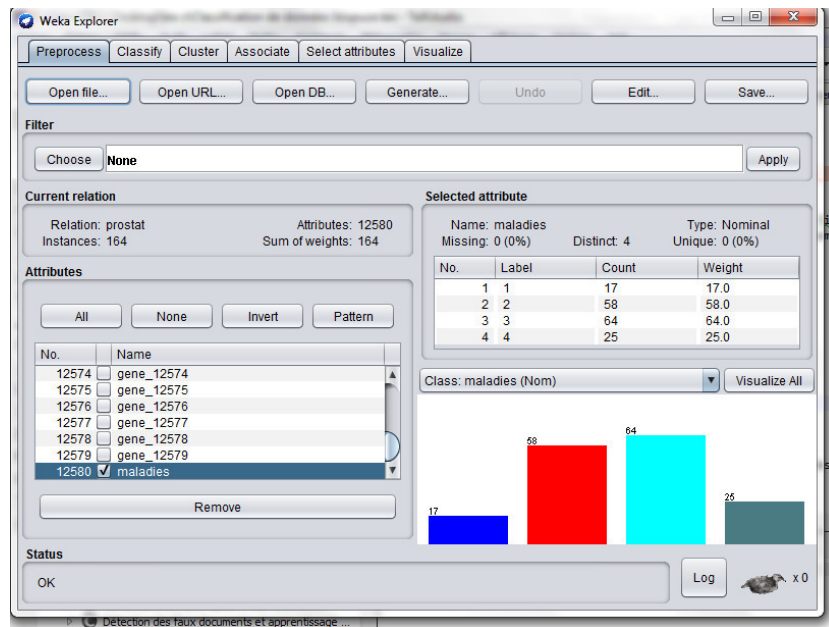 Weka Explorer
Preprocess Classify Cluster Associate Select attributes Visualize
Open file... Open URL... Open DB... Generate... Undo Edit... Save...
Filter
Choose None Apply
Current relation
Relation: prostat Attributes: 12580
Instances: 164 Sum of weights: 164
Selected attribute
Name: maladies Type: Nominal
Missing: 0 (0%) Distinct: 4 Unique: 0 (0%)
No. Label Count Weight
1 1 17 17.0
2 2 58 58.0
3 3 64 64.0
4 4 25 25.0
Attributes
All None Invert Pattern
No. Name
12574 gene_12574
12575 gene_12575
12576 gene_12576
12577 gene_12577
12578 gene_12578
12579 gene_12579
12580 maladies
Remove
Class: maladies (Nom) Visualize All
17 58 64 25
Status
OK
Log x 0
Détection des faux documents et apprentissage ...